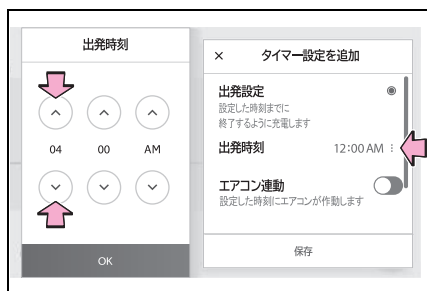 出発時刻
04 00 AM
OK
× タイマー設定を追加
出発設定
設定した時刻までに
終了するように充電します
出発時刻 12:00 AM
エアコン連動
設定した時刻にエアコンが作動します
保存